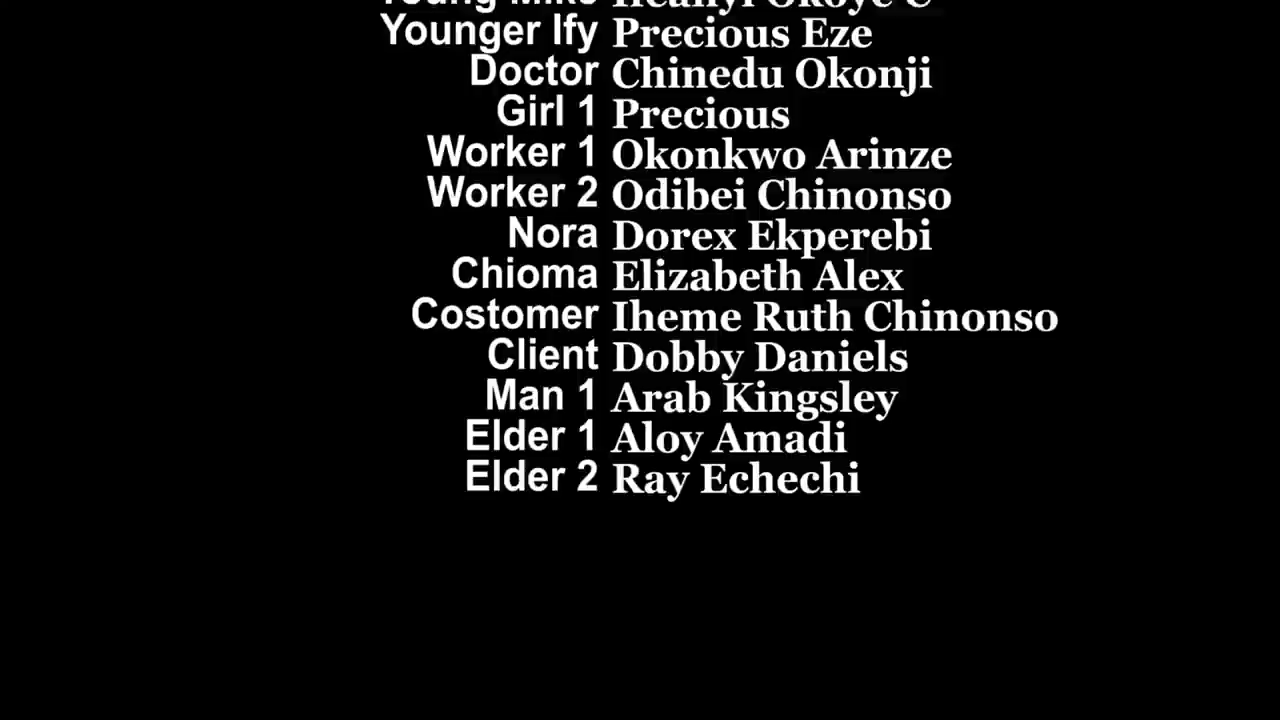 Younger Ify Precious Eze
Doctor Chinedu Okonji
Girl 1 Precious
Worker 1 Okonkwo Arinze
Worker 2 Odibei Chinonso
Nora Dorex Ekperebi
Chioma Elizabeth Alex
Costomer Iheme Ruth Chinonso
Client Dobby Daniels
Man 1 Arab Kingsley
Elder 1 Aloy Amadi
Elder 2 Ray Echechi